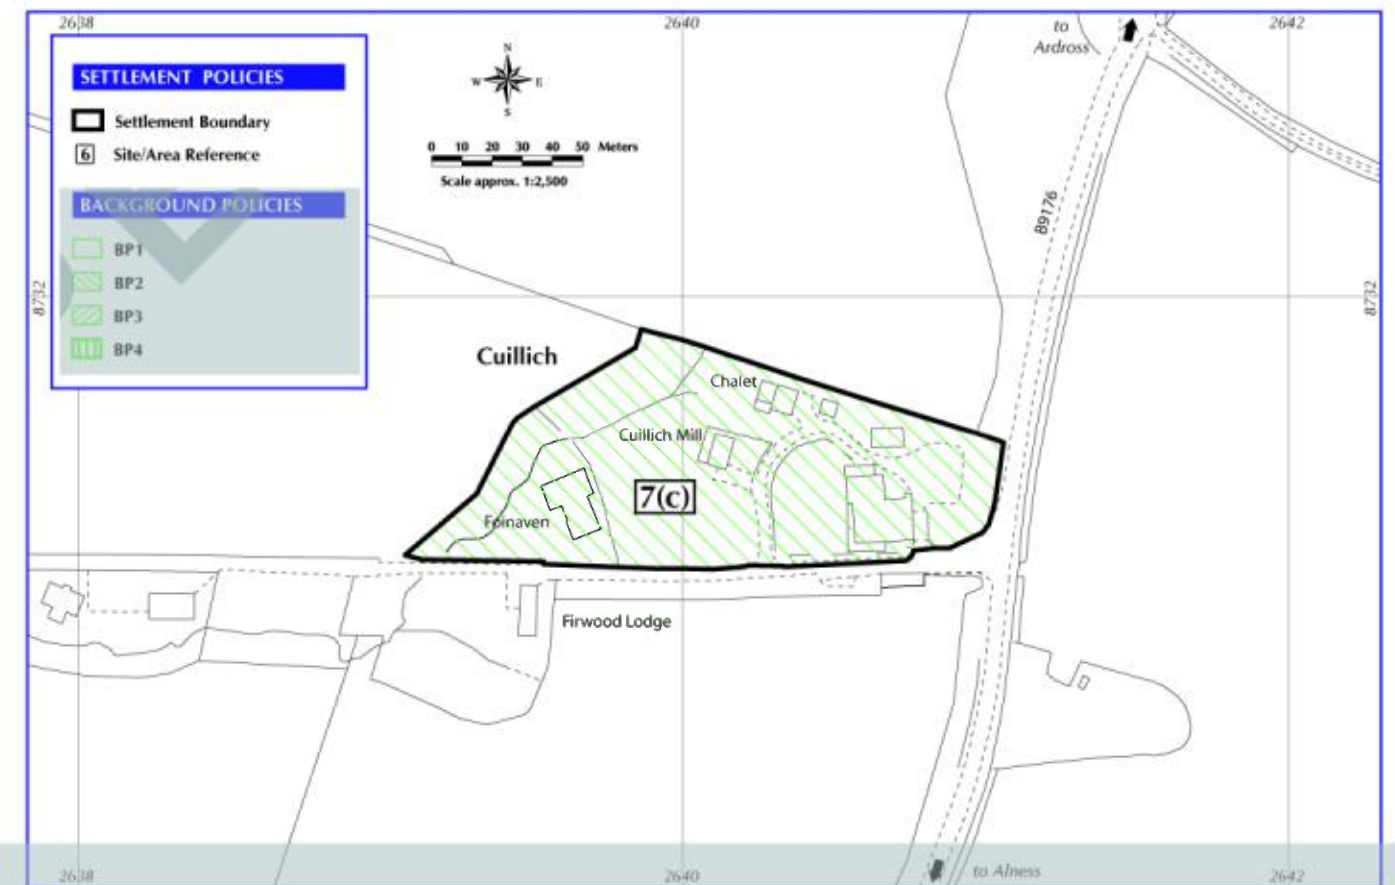 2638
2640
2642
to
Ardross
SETTLEMENT POLICIES
Settlement Boundary
6 Site/Area Reference
BACKGROUND POLICIES
BP1
BP2
BP3
BP4
N
W E
S
0 10 20 30 40 50 Meters
Scale approx. 1:2,500
B9176
8732
8732
Cuillich
Chalet
Cuillich Mill
7(c)
Foinaven
Firwood Lodge
to Alness
2638
2640
2642